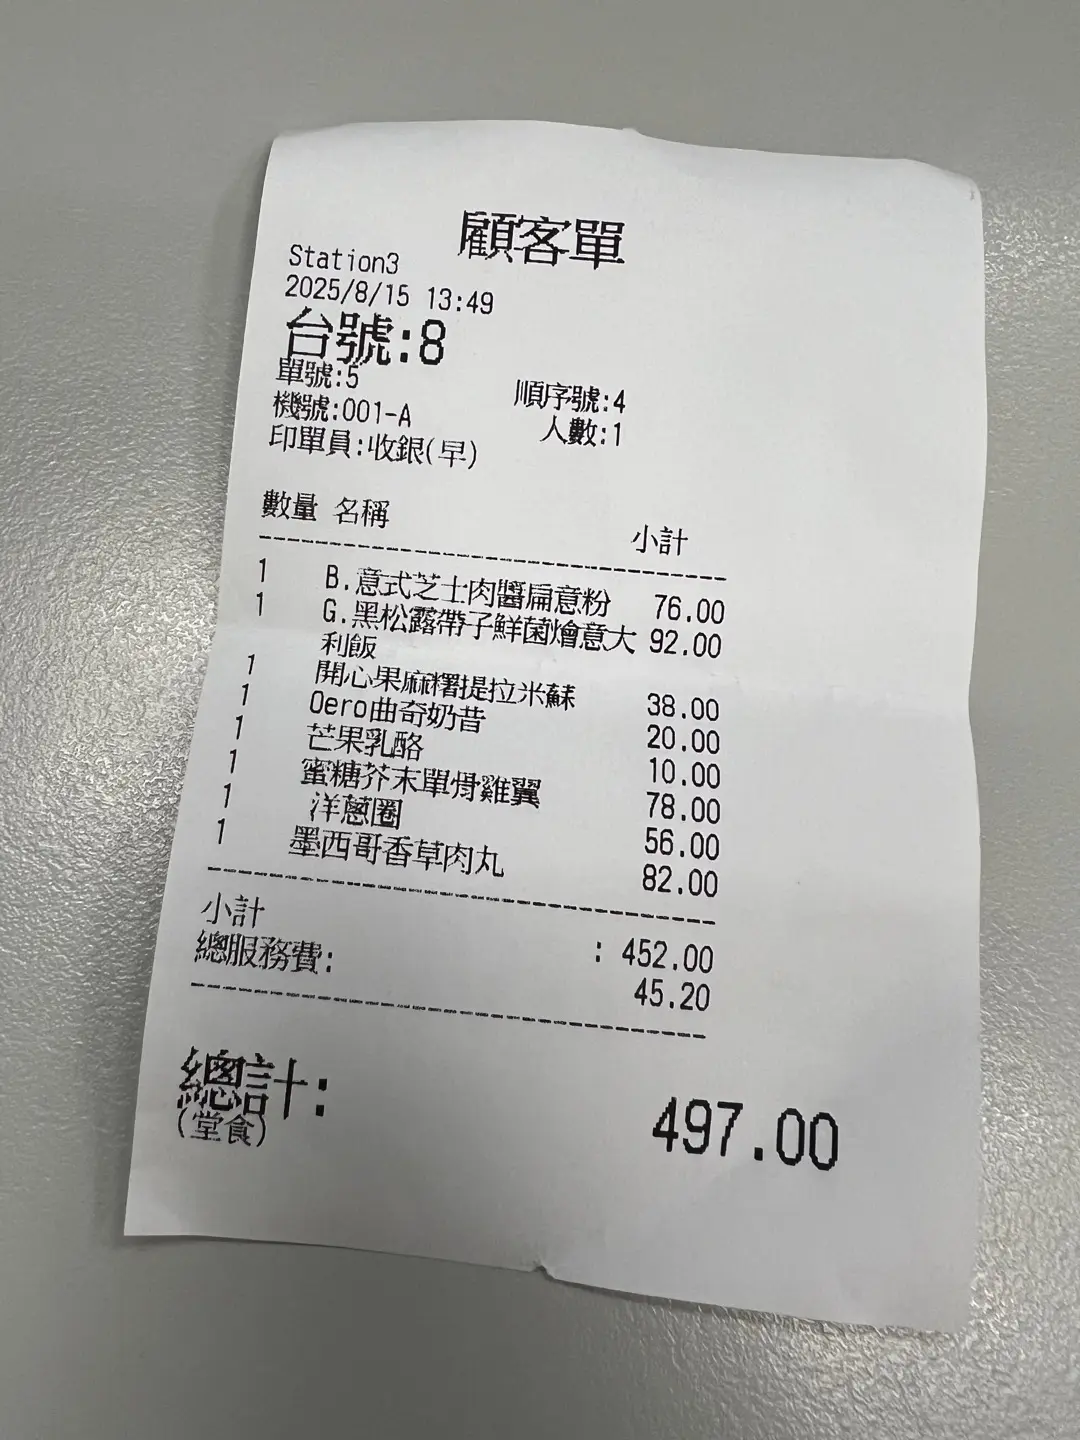 顧客單
Station3
2025/8/15 13:49
台號:8
單號:5 順序號:4
機號:001-A 人數:1
印單員:收銀(早)
數量 名稱 小計
1 B.意式芝士肉醬扁意粉 76.00
1 G.黑松露帶子鮮菌燴意大 92.00
利飯
1 開心果麻糬提拉米蘇 38.00
1 Oero曲奇奶昔 20.00
1 芒果乳酪 10.00
1 蜜糖芥末單骨雞翼 78.00
1 洋蔥圈 56.00
1 墨西哥香草肉丸 82.00
小計 : 452.00
總服務費: 45.20
總計: 497.00
(堂食)